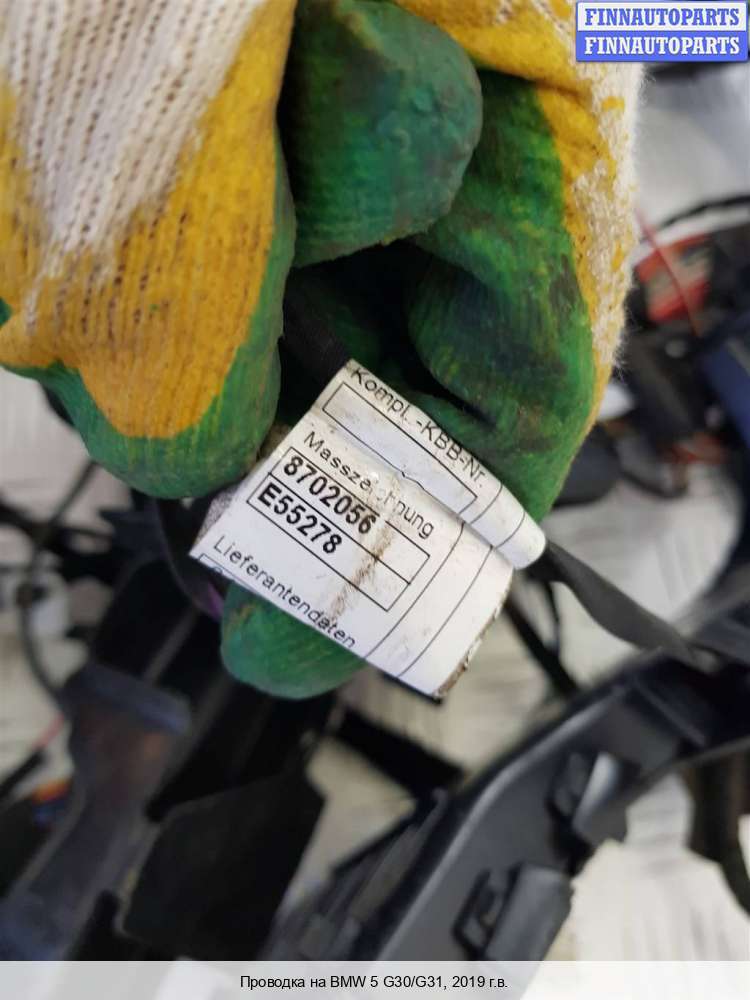 FINNAUTOPARTS
FINNAUTOPARTS
Kompl.-KBB-Nr.
Masszeichnung
8702056
E55278
Lieferantendaten
Проводка на BMW 5 G30/G31, 2019 г.в.